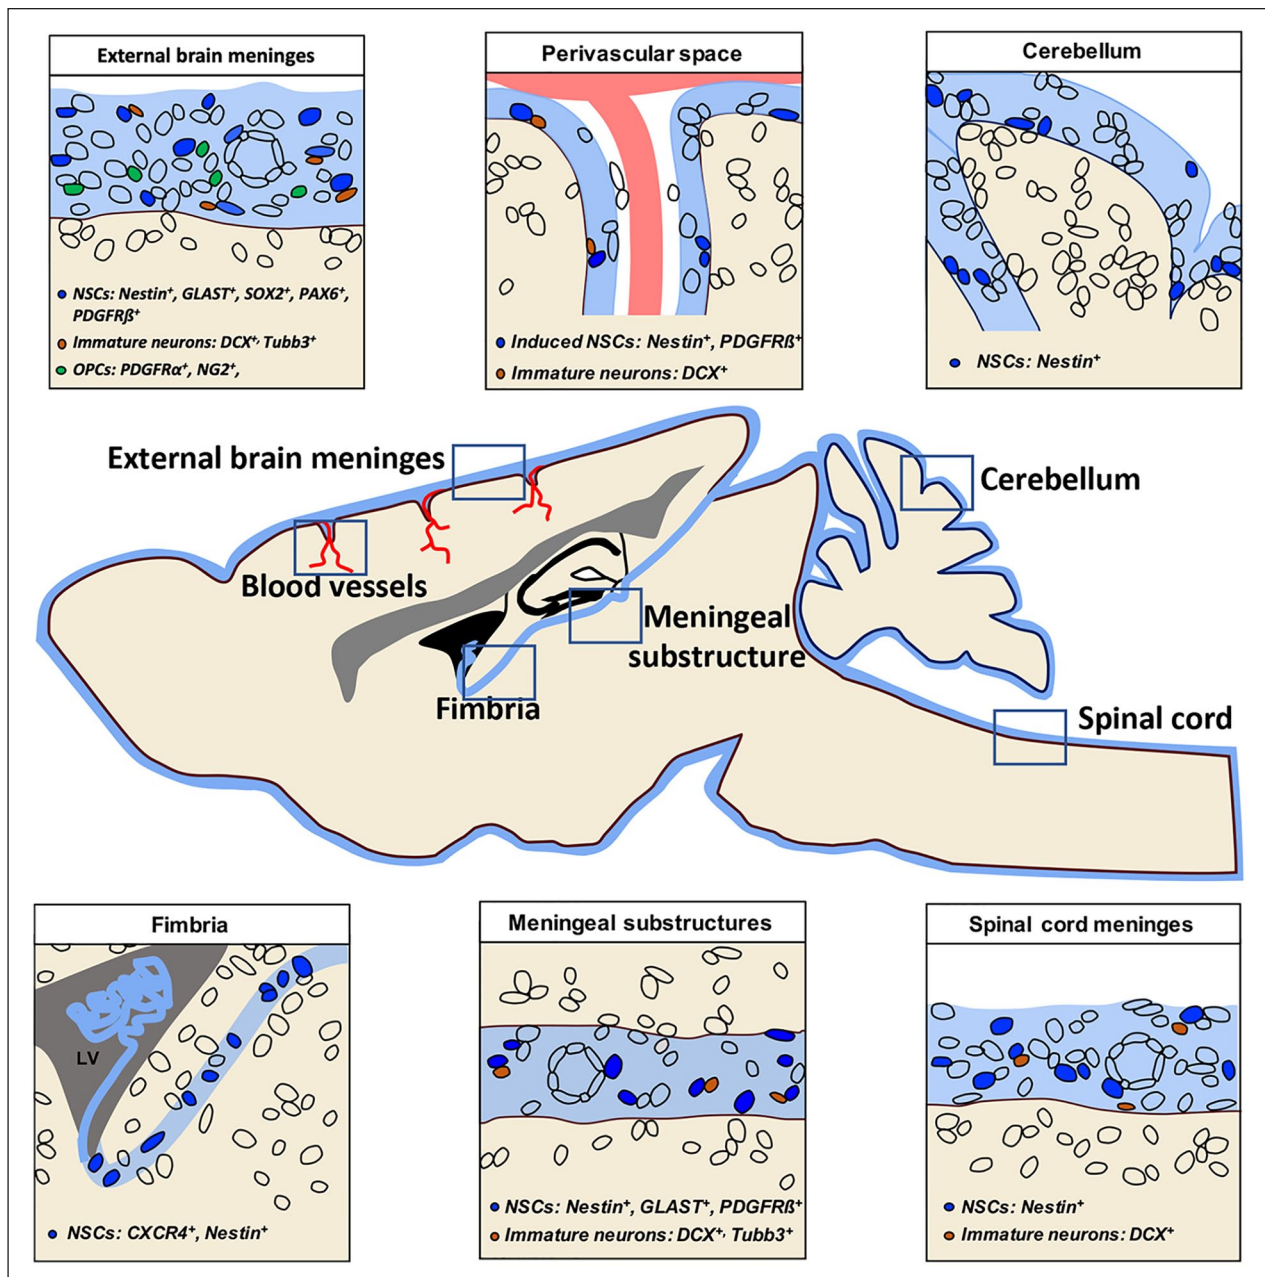 External brain meninges
NSCs: Nestin⁺, GLAST⁺, SOX2⁺, PAX6⁺,
PDGFRß⁺
Immature neurons: DCX⁺, Tubb3⁺
OPCs: PDGFRα⁺, NG2⁺,
Perivascular space
Induced NSCs: Nestin⁺, PDGFRß⁺
Immature neurons: DCX⁺
Cerebellum
NSCs: Nestin⁺
External brain meninges
Cerebellum
Blood vessels
Meningeal
substructure
Fimbria
Spinal cord
Fimbria
LV
NSCs: CXCR4⁺, Nestin⁺
Meningeal substructures
NSCs: Nestin⁺, GLAST⁺, PDGFRß⁺
Immature neurons: DCX⁺, Tubb3⁺
Spinal cord meninges
NSCs: Nestin⁺
Immature neurons: DCX⁺